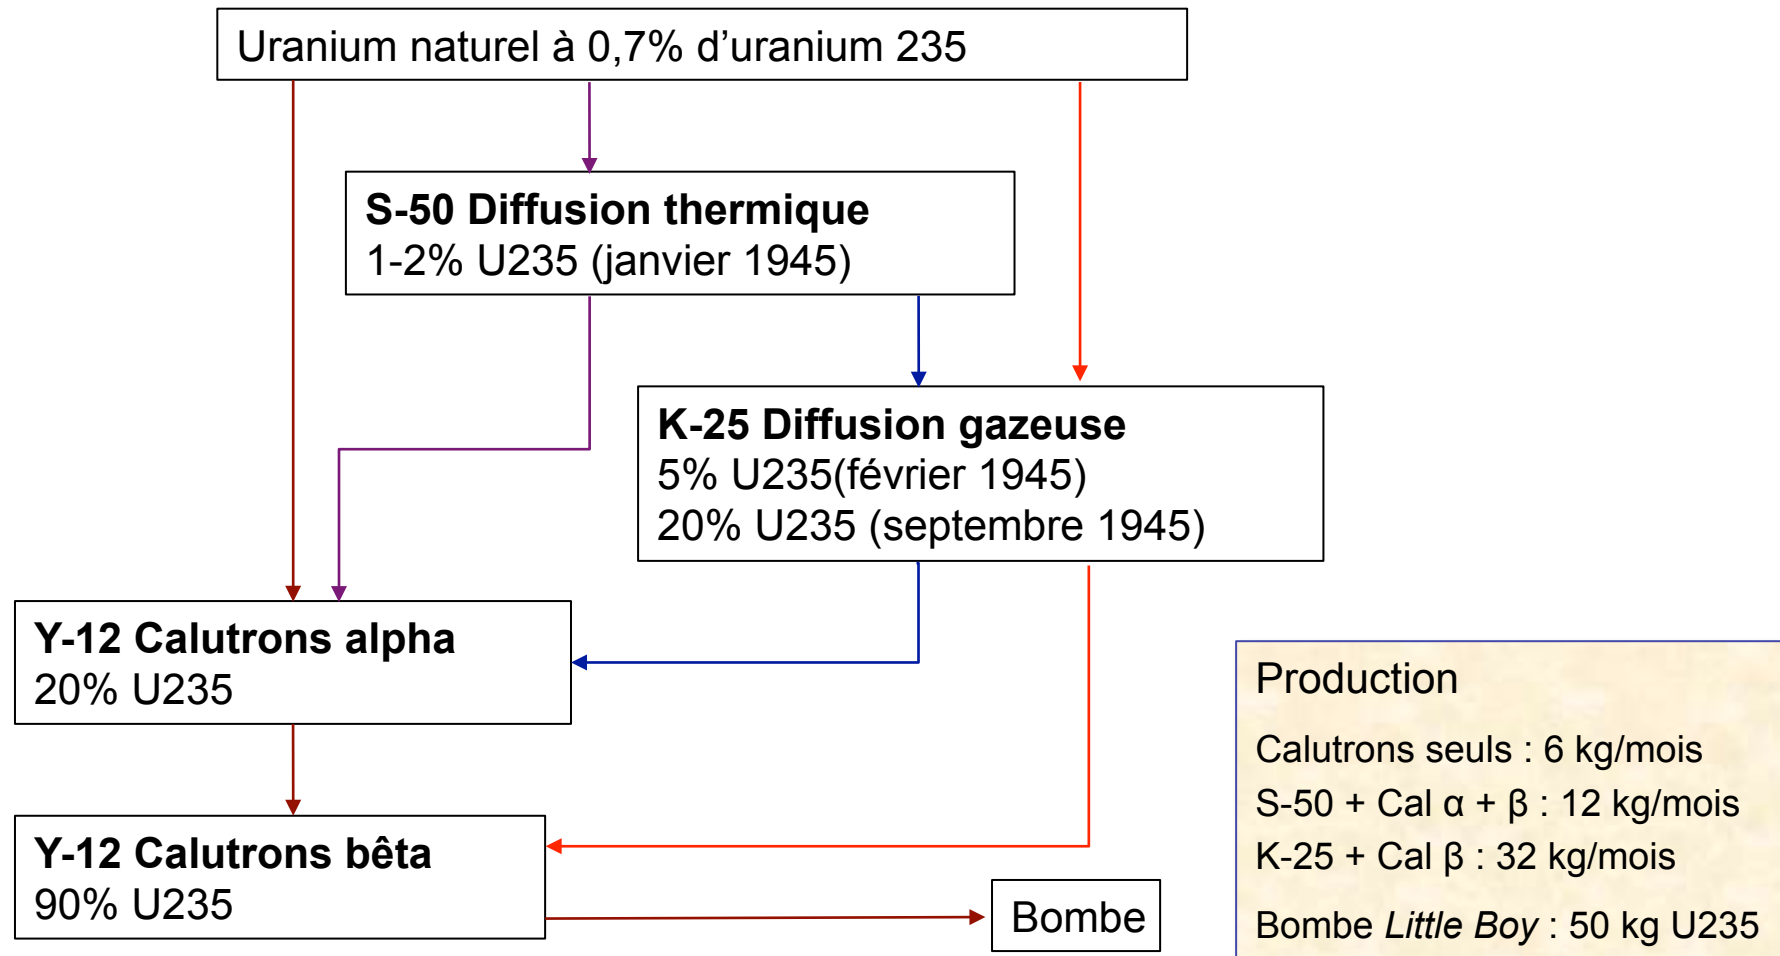 Uranium naturel à 0,7% d’uranium 235
S-50 Diffusion thermique
1-2% U235 (janvier 1945)
K-25 Diffusion gazeuse
5% U235(février 1945)
20% U235 (septembre 1945)
Y-12 Calutrons alpha
20% U235
Y-12 Calutrons bêta
90% U235
Bombe
Production
Calutrons seuls : 6 kg/mois
S-50 + Cal α + β : 12 kg/mois
K-25 + Cal β : 32 kg/mois
Bombe Little Boy : 50 kg U235